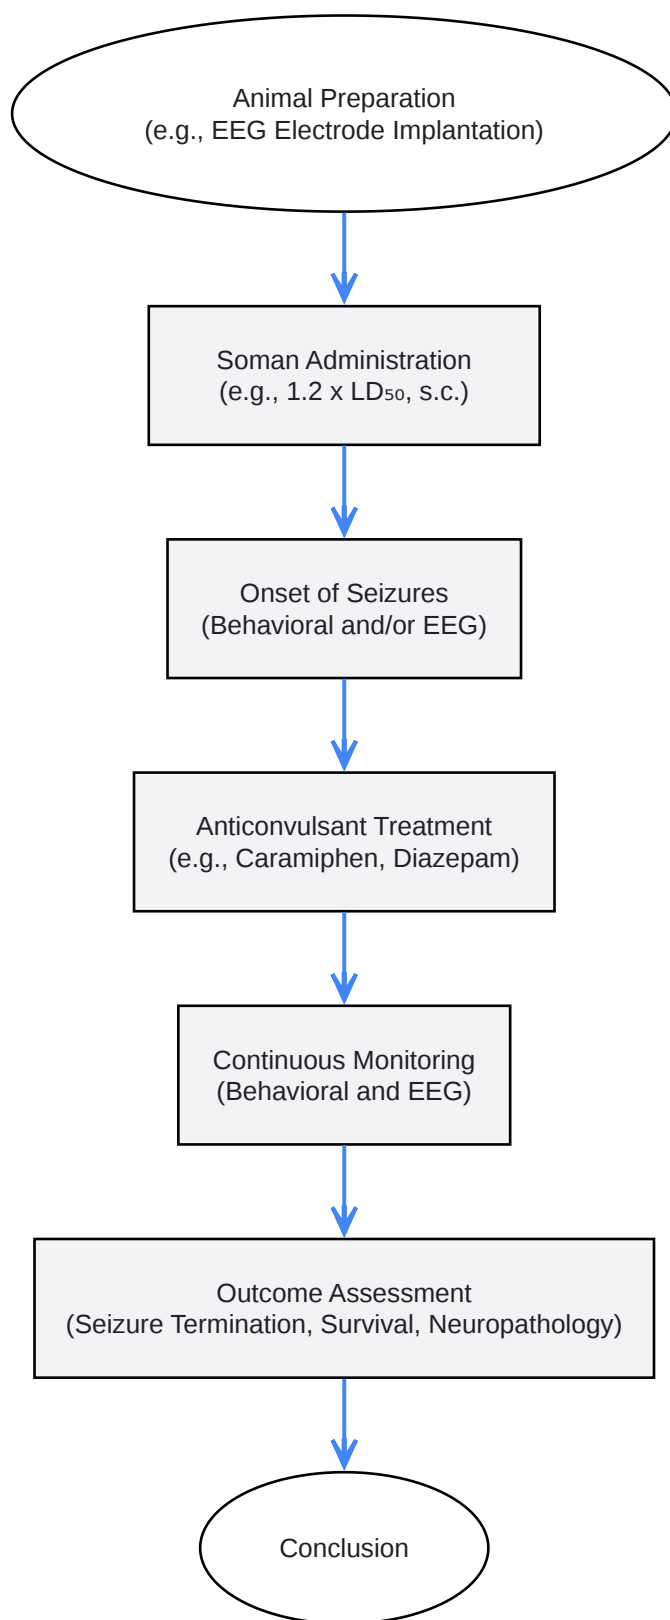 Animal Preparation
(e.g., EEG Electrode Implantation)
Soman Administration
(e.g., 1.2 x LD₅₀, s.c.)
Onset of Seizures
(Behavioral and/or EEG)
Anticonvulsant Treatment
(e.g., Caramiphen, Diazepam)
Continuous Monitoring
(Behavioral and EEG)
Outcome Assessment
(Seizure Termination, Survival, Neuropathology)
Conclusion